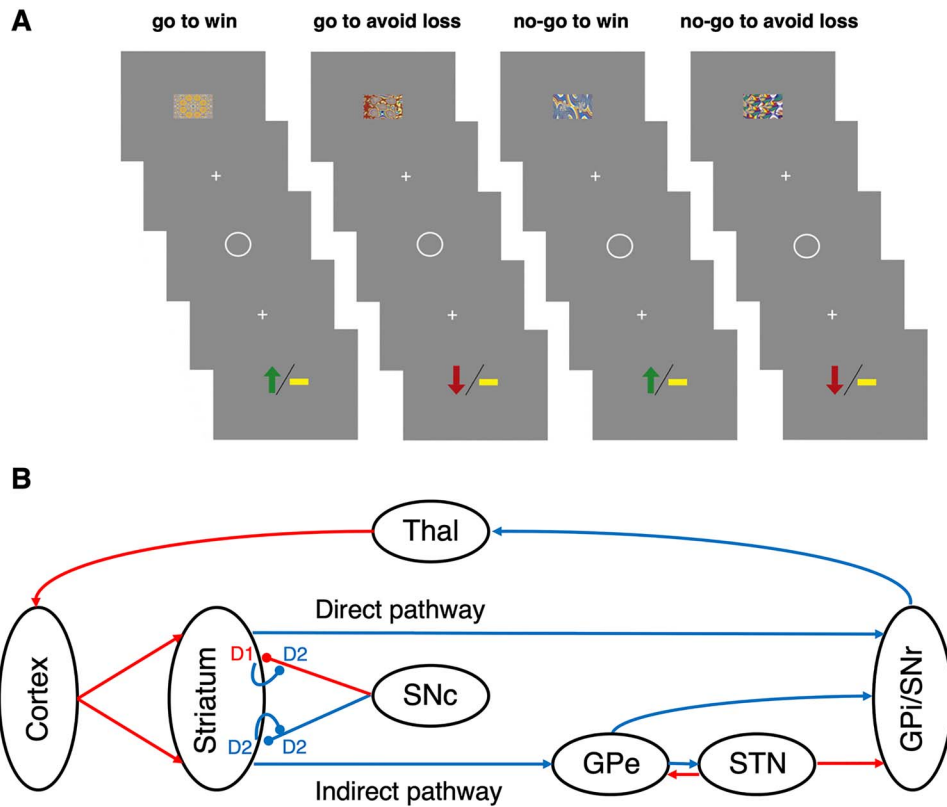 A
go to win
go to avoid loss
no-go to win
no-go to avoid loss
B
Thal
Direct pathway
Cortex
Striatum
D1
D2
SNc
D2
D2
GPi/SNr
GPe
STN
Indirect pathway